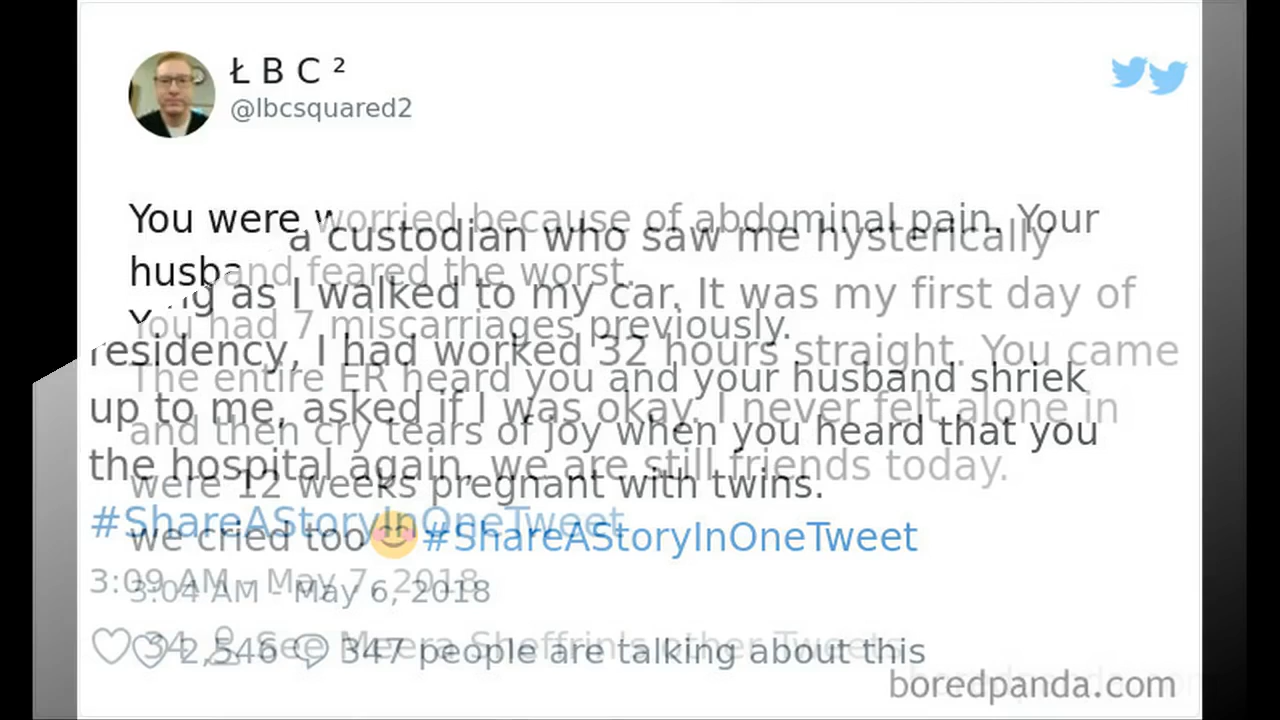 Ł B C ²
@lbcsquared2
You were worried because of abdominal pain. Your
a custodian who saw me hysterically
husband feared the worst.
as I walked to my car. It was my first day of
You had 7 miscarriages previously.
residency, I had worked 32 hours straight. You came
The entire ER heard you and your husband shriek
up to me, asked if I was okay. I never felt alone in
and then cry tears of joy when you heard that you
the hospital again, we are still friends today.
were 12 weeks pregnant with twins.
#ShareAStoryInOneTweet
we cried too😊#ShareAStoryInOneTweet
3:09 AM - May 7, 2018
3:04 AM - May 6, 2018
34 See Meera Sheffrin's other Tweets
2,546 347 people are talking about this
boredpanda.com